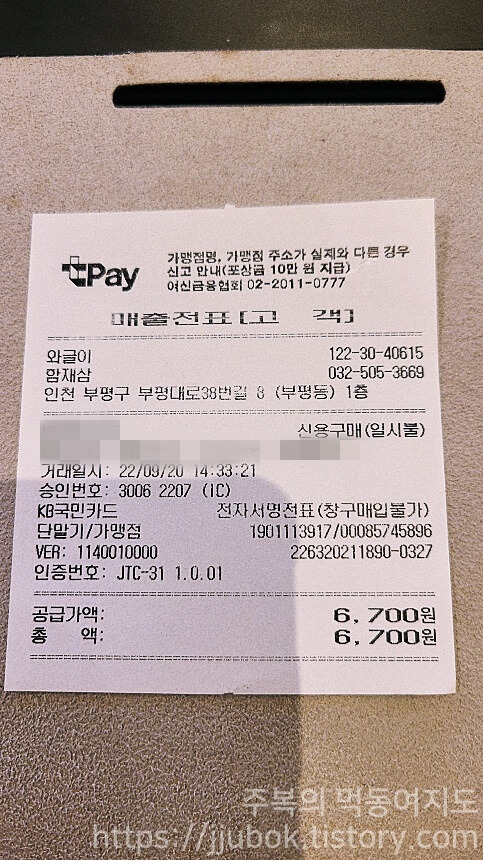 tPay
가맹점명, 가맹점 주소가 실제와 다른 경우
신고 안내(포상금 10만 원 지급)
여신금융협회 02-2011-0777
매출전표[고 객]
와글이 122-30-40615
함재삼 032-505-3669
인천 부평구 부평대로38번길 8 (부평동) 1층
신용구매(일시불)
거래일시: 22/09/20 14:33:21
승인번호: 3006 2207 (IC)
KB국민카드 전자서명전표(창구매입불가)
단말기/가맹점 1901113917/00085745896
VER: 1140010000 226320211890-0327
인증번호: JTC-31 1.0.01
공급가액: 6,700원
총 액: 6,700원
주복의 먹동여지도
https://jjubok.tistory.com